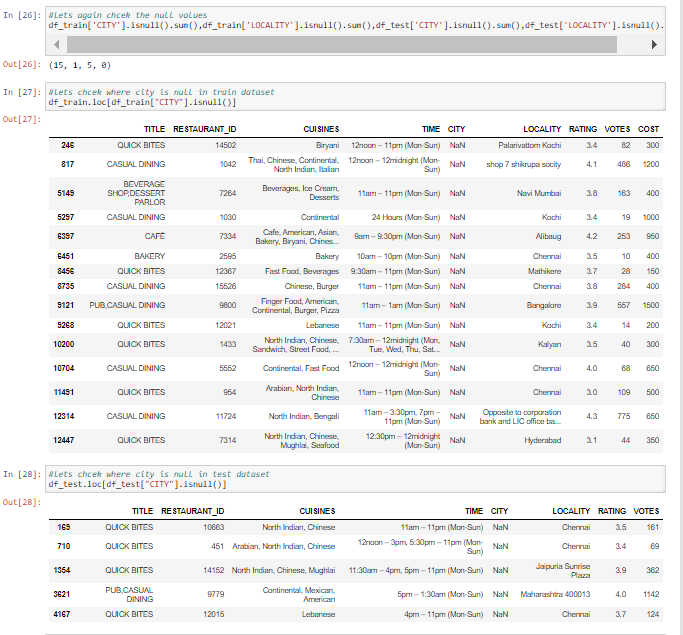 In [26]: #Lets again chcek the null values
df_train['CITY'].isnull().sum(),df_train['LOCALITY'].isnull().sum(),df_test['CITY'].isnull().sum(),df_test['LOCALITY'].isnull().
Out[26]: (15, 1, 5, 0)
In [27]: #Lets chcek where city is null in train dataset
df_train.loc[df_train["CITY"].isnull()]
Out[27]:
TITLE RESTAURANT_ID CUISINES TIME CITY LOCALITY RATING VOTES COST
246 QUICK BITES 14502 Biryani 12noon – 11pm (Mon-Sun) NaN Palarivattom Kochi 3.4 82 300
817 CASUAL DINING 1042 Thai, Chinese, Continental, 12noon – 12midnight (Mon- NaN shop 7 shikrupa socity 4.1 486 1200
North Indian, Italian Sun)
BEVERAGE
5149 SHOP,DESSERT 7264 Beverages, Ice Cream, 11am – 11pm (Mon-Sun) NaN Navi Mumbai 3.8 163 400
PARLOR Desserts
5297 CASUAL DINING 1030 Continental 24 Hours (Mon-Sun) NaN Kochi 3.4 19 1000
6397 CAFÉ 7334 Cafe, American, Asian, 9am – 9:30pm (Mon-Sun) NaN Alibaug 4.2 253 950
Bakery, Biryani, Chines...
6451 BAKERY 2595 Bakery 10am – 10pm (Mon-Sun) NaN Chennai 3.5 10 400
8456 QUICK BITES 12367 Fast Food, Beverages 9:30am – 11pm (Mon-Sun) NaN Mathikere 3.7 28 150
8735 CASUAL DINING 15526 Chinese, Burger 11am – 11pm (Mon-Sun) NaN Chennai 3.8 284 400
9121 PUB,CASUAL DINING 9800 Finger Food, American, 11am – 1am (Mon-Sun) NaN Bangalore 3.9 557 1500
Continental, Burger, Pizza
9268 QUICK BITES 12021 Lebanese 11am – 11pm (Mon-Sun) NaN Kochi 3.4 14 200
10200 QUICK BITES 1433 North Indian, Chinese, 7:30am – 12midnight (Mon, NaN Kalyan 3.5 40 300
Sandwich, Street Food, ... Tue, Wed, Thu, Sat...
10704 CASUAL DINING 5552 Continental, Fast Food 12noon – 12midnight (Mon- NaN Chennai 4.0 68 650
Sun)
11491 QUICK BITES 954 Arabian, North Indian, 11am – 11pm (Mon-Sun) NaN Chennai 3.0 109 500
Chinese
12314 CASUAL DINING 11724 North Indian, Bengali 11am – 3:30pm, 7pm – NaN Opposite to corporation 4.3 775 650
11pm (Mon-Sun) bank and LIC office ba...
12447 QUICK BITES 7314 North Indian, Chinese, 12:30pm – 12midnight NaN Hyderabad 3.1 44 350
Mughlai, Seafood (Mon-Sun)
In [28]: #Lets chcek where city is null in test dataset
df_test.loc[df_test["CITY"].isnull()]
Out[28]:
TITLE RESTAURANT_ID CUISINES TIME CITY LOCALITY RATING VOTES
169 QUICK BITES 10663 North Indian, Chinese 11am – 11pm (Mon-Sun) NaN Chennai 3.5 161
710 QUICK BITES 451 Arabian, North Indian, Chinese 12noon – 3pm, 5:30pm – 11pm (Mon- NaN Chennai 3.4 69
Sun)
1354 QUICK BITES 14152 North Indian, Chinese, Mughlai 11:30am – 4pm, 5pm – 11pm (Mon-Sun) NaN Jaipuria Sunrise 3.9 362
Plaza
3621 PUB,CASUAL 9779 Continental, Mexican, 5pm – 1:30am (Mon-Sun) NaN Maharashtra 400013 4.0 1142
DINING American
4167 QUICK BITES 12015 Lebanese 4pm – 11pm (Mon-Sun) NaN Chennai 3.7 124